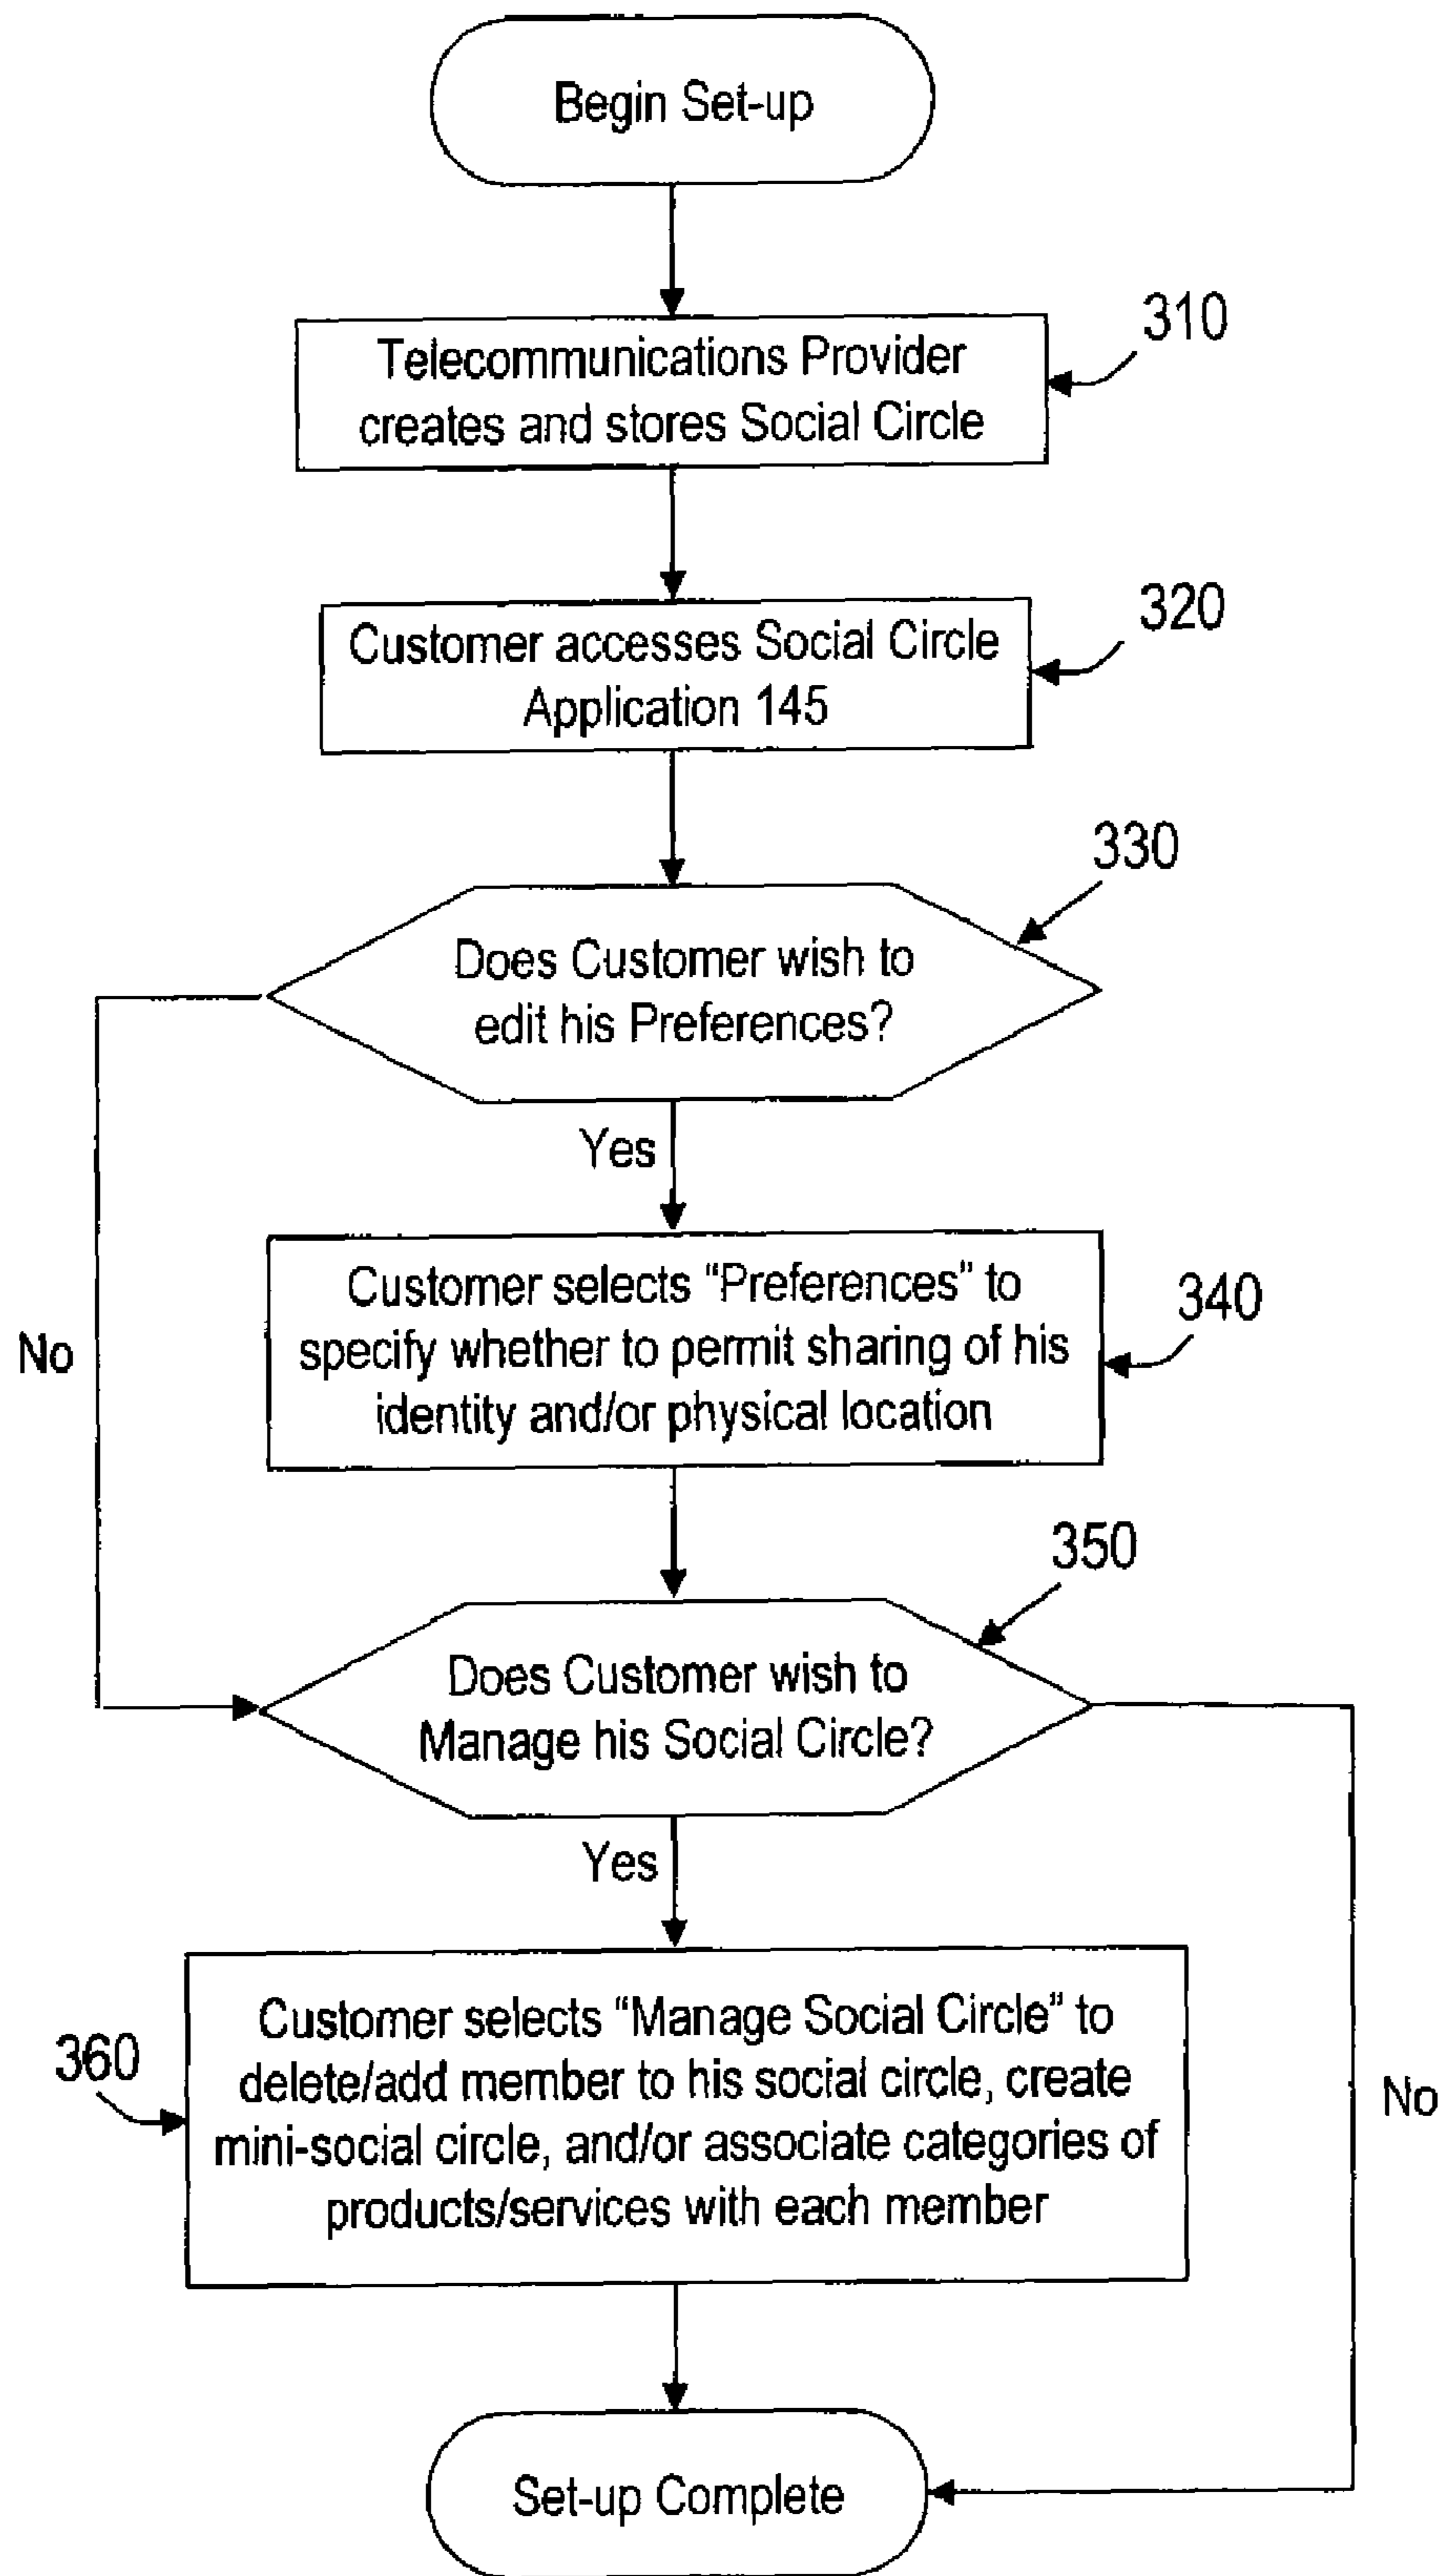 Begin Set-up
310
Telecommunications Provider
creates and stores Social Circle
320
Customer accesses Social Circle
Application 145
330
Does Customer wish to
edit his Preferences?
Yes
No
Customer selects “Preferences” to
specify whether to permit sharing of his
identity and/or physical location
340
350
Does Customer wish to
Manage his Social Circle?
Yes
No
360
Customer selects “Manage Social Circle” to
delete/add member to his social circle, create
mini-social circle, and/or associate categories of
products/services with each member
Set-up Complete